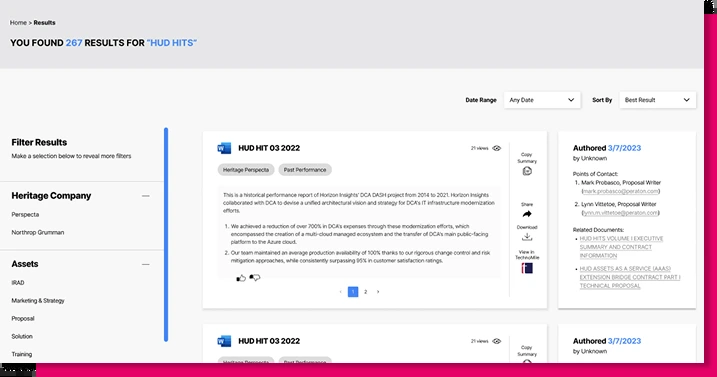 Home > Results
YOU FOUND 267 RESULTS FOR "HUD HITS"
Date Range
Any Date
Sort By
Best Result
Filter Results
Make a selection below to reveal more filters
Heritage Company
Perspecta
Northrop Grumman
Assets
IRAD
Marketing & Strategy
Proposal
Solution
Training
HUD HIT 03 2022
21 views
Heritage Perspecta
Past Performance
This is a historical performance report of Horizon Insights' DCA DASH project from 2014 to 2021. Horizon Insights
collaborated with DCA to devise a unified architectural vision and strategy for DCA's IT infrastructure modernization
efforts.
1. We achieved a reduction of over 700% in DCA's expenses through these modernization efforts, which
encompassed the creation of a multi-cloud managed ecosystem and the transfer of DCA's main public-facing
platform to the Azure cloud.
2. Our team maintained an average production availability of 100% thanks to our rigorous change control and risk
mitigation approaches, while consistently surpassing 95% in customer satisfaction ratings.
‹ 1 2 ›
Copy
Summary
Share
Download
View in
TechnoMile
Authored 3/7/2023
by Unknown
Points of Contact:
1. Mark Probasco, Proposal Writer
(mark.probasco@peraton.com)
2. Lynn Vittetoe, Proposal Writer
(lynn.m.vittetoe@peraton.com)
Related Documents:
• HUD HITS VOLUME I EXECUTIVE
SUMMARY AND CONTRACT
INFORMATION
• HUD ASSETS AS A SERVICE (AAAS)
EXTENSION BRIDGE CONTRACT PART I
TECHNICAL PROPOSAL
HUD HIT 03 2022
21 views
Heritage Perspecta
Past Performance
Copy
Summary
Authored 3/7/2023
by Unknown